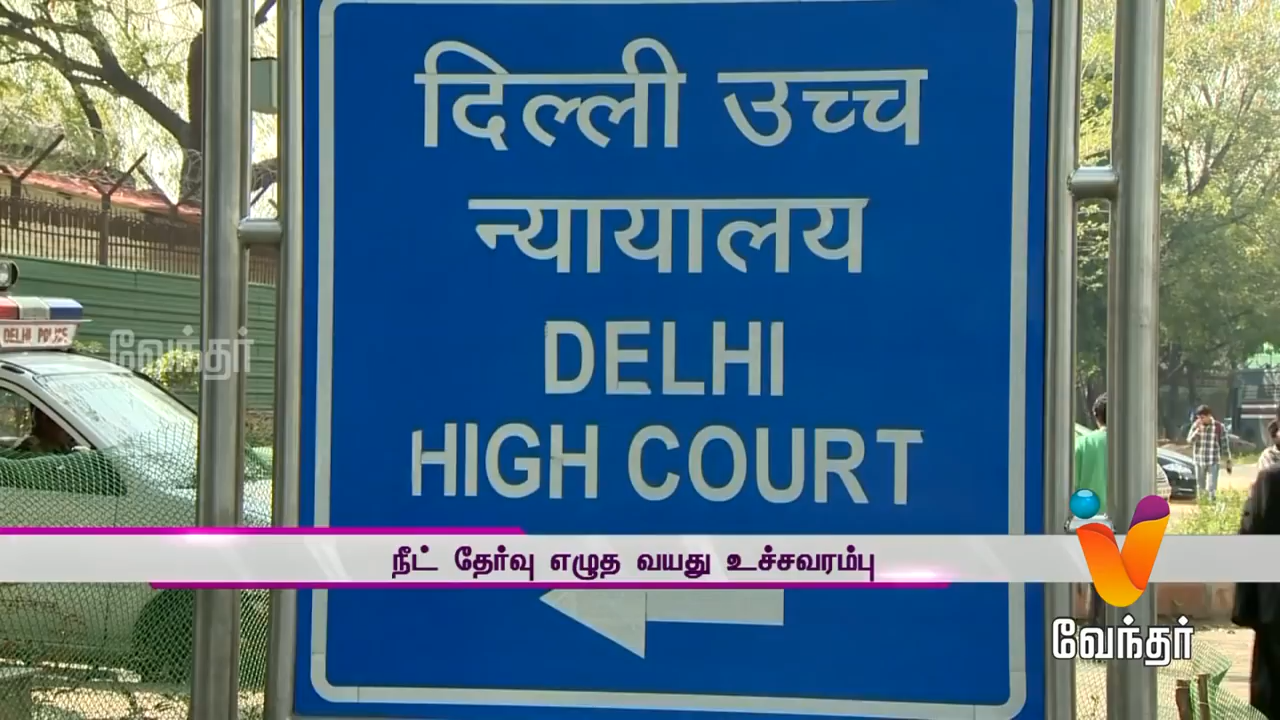 दिल्ली उच्च
न्यायालय
DELHI
HIGH COURT
DELHI POLICE
வேந்தர்
நீட் தேர்வு எழுத வயது உச்சவரம்பு
வேந்தர்